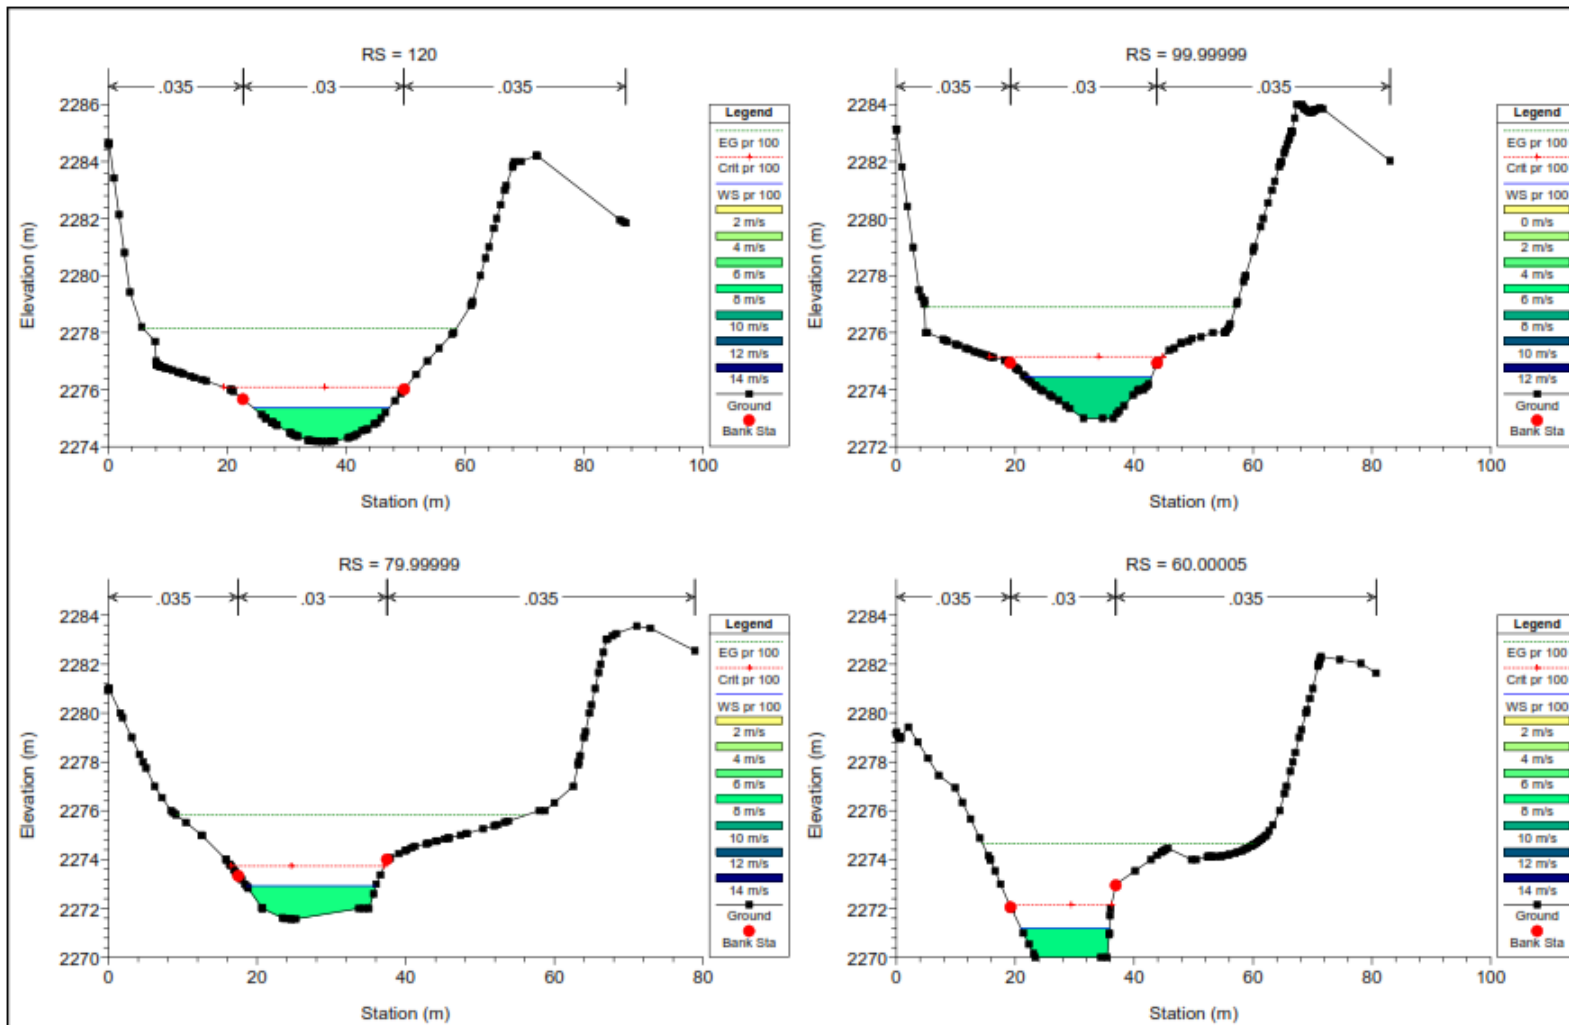 RS = 120
.035 .03 .035
2286
2284
2282
2280
2278
2276
2274
Elevation (m)
0 20 40 60 80 100
Station (m)
Legend
EG pr 100
Crit pr 100
WS pr 100
2 m/s
4 m/s
6 m/s
8 m/s
10 m/s
12 m/s
14 m/s
Ground
Bank Sta
RS = 99.99999
.035 .03 .035
2284
2282
2280
2278
2276
2274
2272
Elevation (m)
0 20 40 60 80 100
Station (m)
Legend
EG pr 100
Crit pr 100
WS pr 100
0 m/s
2 m/s
4 m/s
6 m/s
8 m/s
10 m/s
12 m/s
Ground
Bank Sta
RS = 79.99999
.035 .03 .035
2284
2282
2280
2278
2276
2274
2272
2270
Elevation (m)
0 20 40 60 80
Station (m)
Legend
EG pr 100
Crit pr 100
WS pr 100
2 m/s
4 m/s
6 m/s
8 m/s
10 m/s
12 m/s
14 m/s
Ground
Bank Sta
RS = 60.00005
.035 .03 .035
2284
2282
2280
2278
2276
2274
2272
2270
Elevation (m)
0 20 40 60 80 100
Station (m)
Legend
EG pr 100
Crit pr 100
WS pr 100
2 m/s
4 m/s
6 m/s
8 m/s
10 m/s
12 m/s
14 m/s
Ground
Bank Sta